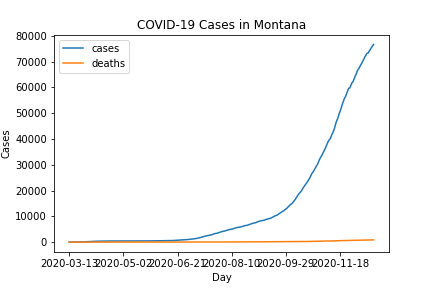 COVID-19 Cases in Montana
80000
70000
60000
50000
40000
30000
20000
10000
0
Cases
cases
deaths
2020-03-13 2020-05-02 2020-06-21 2020-08-10 2020-09-29 2020-11-18
Day